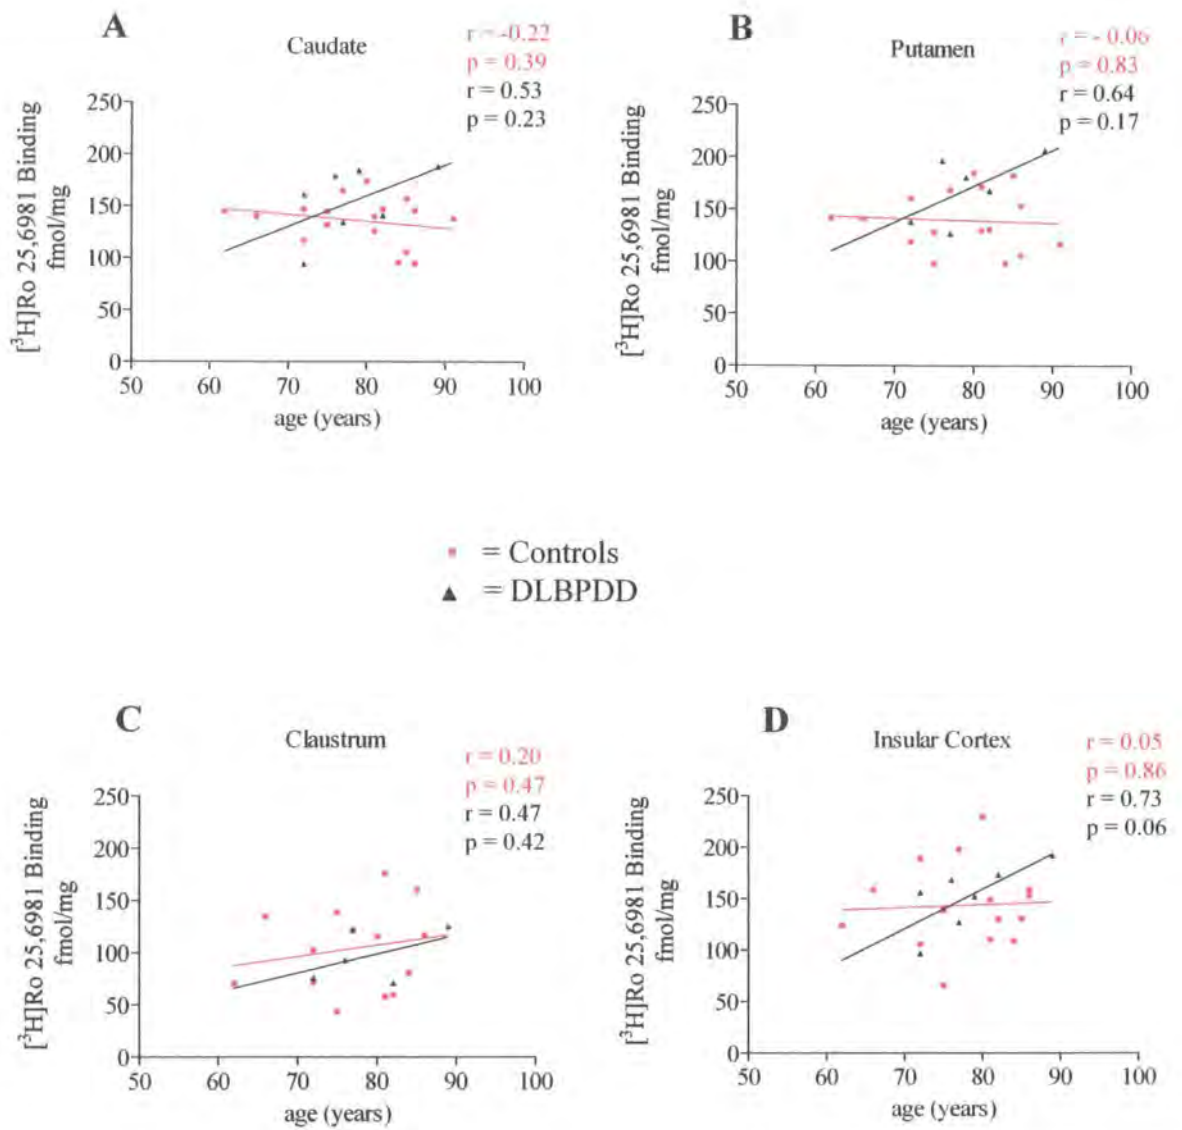 A
Caudate
r = -0.22
p = 0.39
r = 0.53
p = 0.23
[³H]Ro 25,6981 Binding
fmol/mg
250
200
150
100
50
0
50 60 70 80 90 100
age (years)
B
Putamen
r = - 0.06
p = 0.83
r = 0.64
p = 0.17
[³H]Ro 25,6981 Binding
fmol/mg
250
200
150
100
50
0
50 60 70 80 90 100
age (years)
= Controls
= DLBPDD
C
Claustrum
r = 0.20
p = 0.47
r = 0.47
p = 0.42
[³H]Ro 25,6981 Binding
fmol/mg
250
200
150
100
50
0
50 60 70 80 90 100
age (years)
D
Insular Cortex
r = 0.05
p = 0.86
r = 0.73
p = 0.06
[³H]Ro 25,6981 Binding
fmol/mg
250
200
150
100
50
0
50 60 70 80 90 100
age (years)